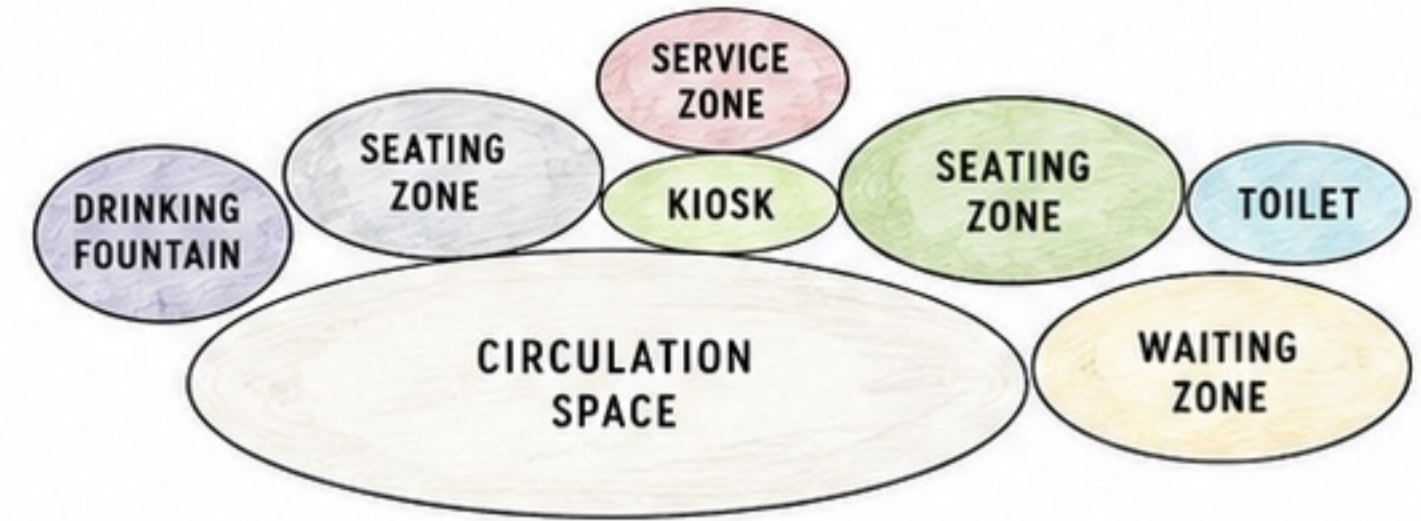 SERVICE
ZONE
SEATING
ZONE
SEATING
ZONE
DRINKING
FOUNTAIN
KIOSK
TOILET
CIRCULATION
SPACE
WAITING
ZONE